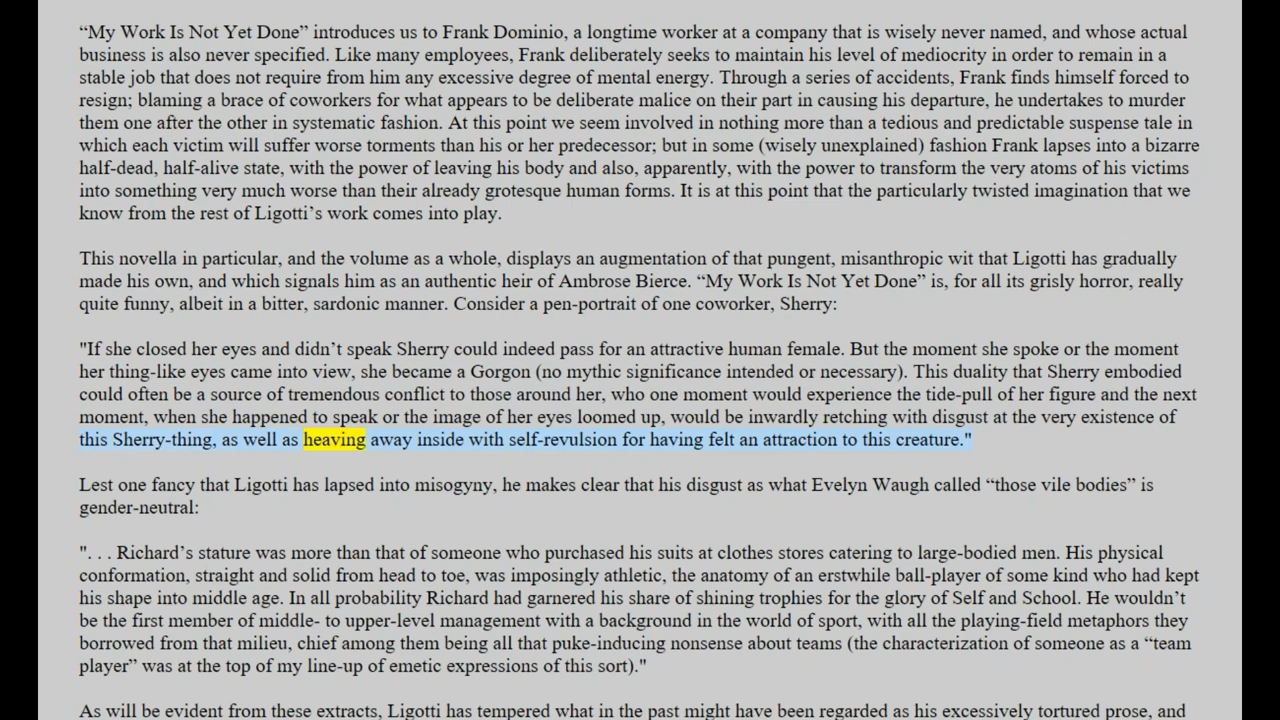 “My Work Is Not Yet Done” introduces us to Frank Dominio, a longtime worker at a company that is wisely never named, and whose actual
business is also never specified. Like many employees, Frank deliberately seeks to maintain his level of mediocrity in order to remain in a
stable job that does not require from him any excessive degree of mental energy. Through a series of accidents, Frank finds himself forced to
resign; blaming a brace of coworkers for what appears to be deliberate malice on their part in causing his departure, he undertakes to murder
them one after the other in systematic fashion. At this point we seem involved in nothing more than a tedious and predictable suspense tale in
which each victim will suffer worse torments than his or her predecessor; but in some (wisely unexplained) fashion Frank lapses into a bizarre
half-dead, half-alive state, with the power of leaving his body and also, apparently, with the power to transform the very atoms of his victims
into something very much worse than their already grotesque human forms. It is at this point that the particularly twisted imagination that we
know from the rest of Ligotti’s work comes into play.
This novella in particular, and the volume as a whole, displays an augmentation of that pungent, misanthropic wit that Ligotti has gradually
made his own, and which signals him as an authentic heir of Ambrose Bierce. “My Work Is Not Yet Done” is, for all its grisly horror, really
quite funny, albeit in a bitter, sardonic manner. Consider a pen-portrait of one coworker, Sherry:
"If she closed her eyes and didn’t speak Sherry could indeed pass for an attractive human female. But the moment she spoke or the moment
her thing-like eyes came into view, she became a Gorgon (no mythic significance intended or necessary). This duality that Sherry embodied
could often be a source of tremendous conflict to those around her, who one moment would experience the tide-pull of her figure and the next
moment, when she happened to speak or the image of her eyes loomed up, would be inwardly retching with disgust at the very existence of
this Sherry-thing, as well as heaving away inside with self-revulsion for having felt an attraction to this creature."
Lest one fancy that Ligotti has lapsed into misogyny, he makes clear that his disgust as what Evelyn Waugh called “those vile bodies” is
gender-neutral:
". . . Richard’s stature was more than that of someone who purchased his suits at clothes stores catering to large-bodied men. His physical
conformation, straight and solid from head to toe, was imposingly athletic, the anatomy of an erstwhile ball-player of some kind who had kept
his shape into middle age. In all probability Richard had garnered his share of shining trophies for the glory of Self and School. He wouldn’t
be the first member of middle- to upper-level management with a background in the world of sport, with all the playing-field metaphors they
borrowed from that milieu, chief among them being all that puke-inducing nonsense about teams (the characterization of someone as a “team
player” was at the top of my line-up of emetic expressions of this sort)."
As will be evident from these extracts, Ligotti has tempered what in the past might have been regarded as his excessively tortured prose, and